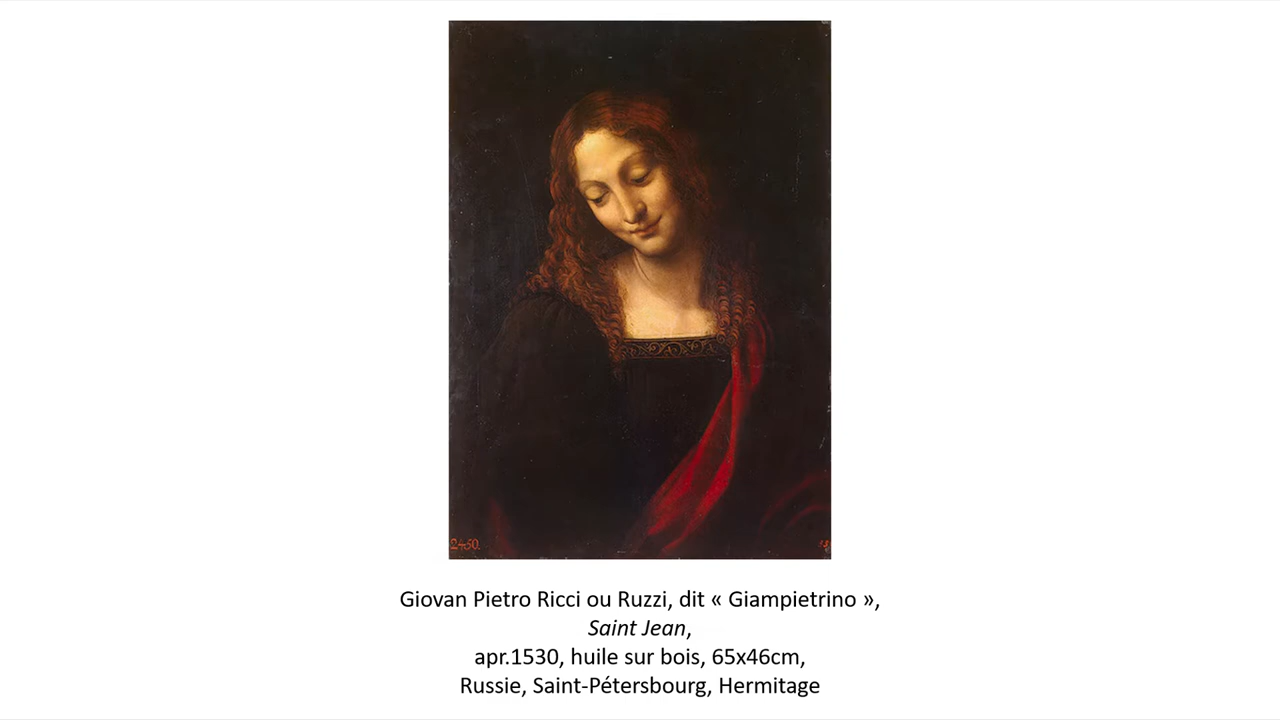 2450.
Giovan Pietro Ricci ou Ruzzi, dit « Giampietrino »,
Saint Jean,
apr.1530, huile sur bois, 65x46cm,
Russie, Saint-Pétersbourg, Hermitage